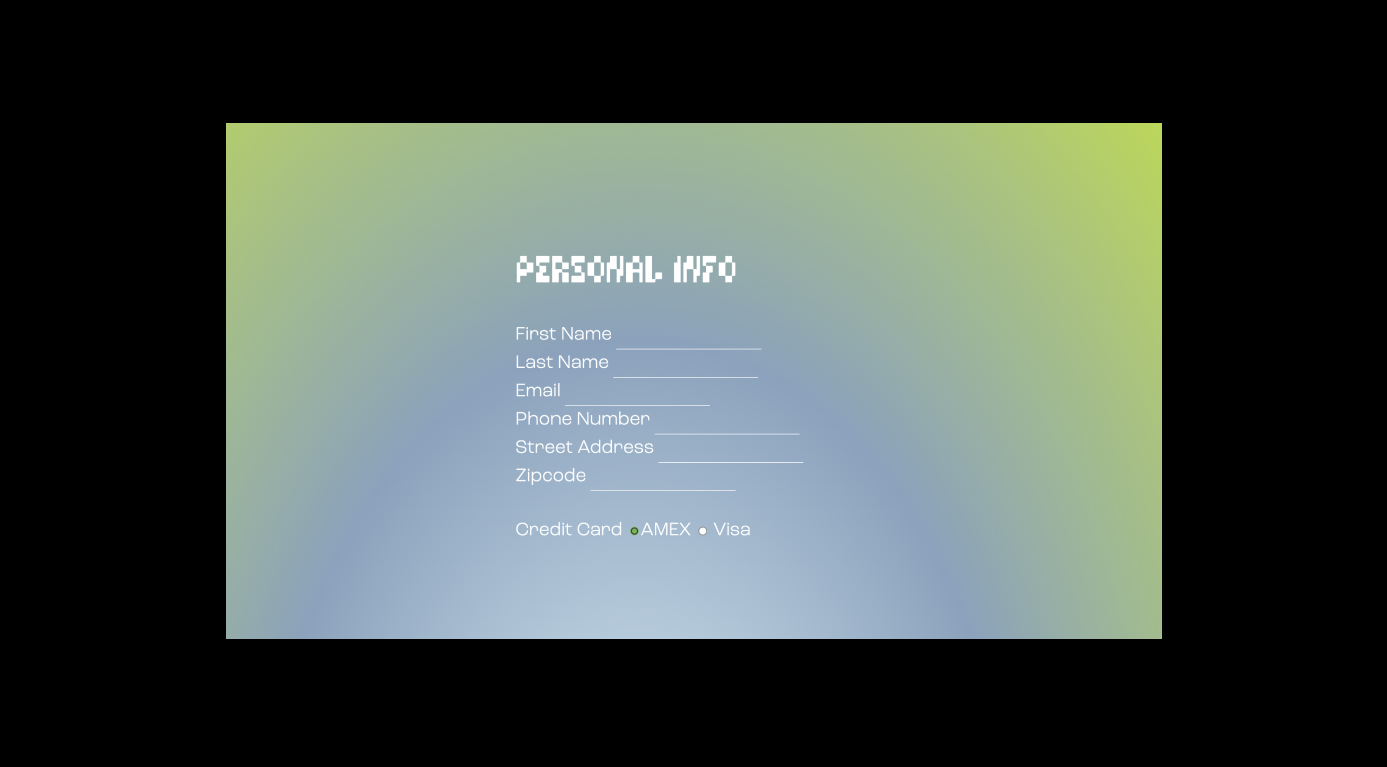 PERSONAL INFO
First Name
Last Name
Email
Phone Number
Street Address
Zipcode
Credit Card AMEX Visa